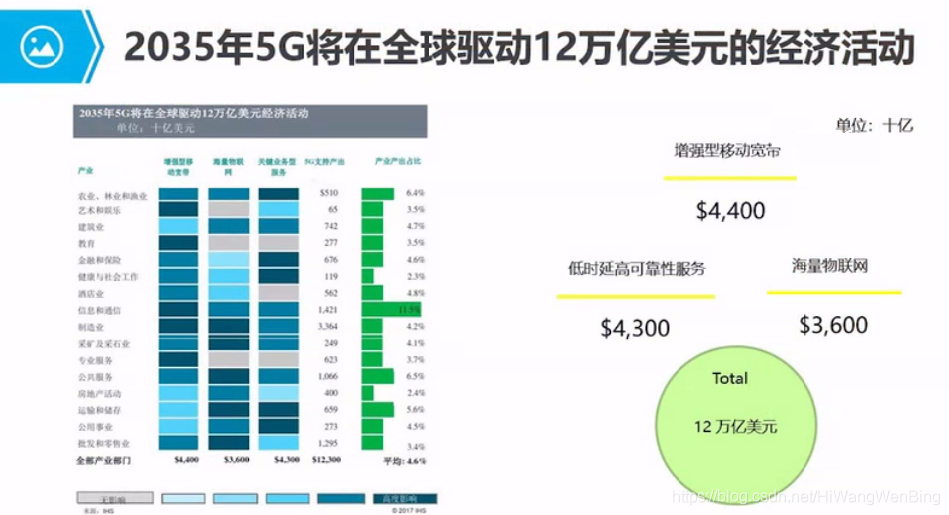 2035年5G将在全球驱动12万亿美元的经济活动
2035年5G将在全球驱动12万亿美元经济活动
单位：十亿美元
产业 增强型移动宽带 海量物联网 关键业务型服务 5G支持产出 产业产出占比
农业、林业和渔业 $510 6.4%
艺术和娱乐 65 3.5%
建筑业 742 4.7%
教育 277 3.5%
金融和保险 676 4.6%
健康与社会工作 119 2.3%
酒店业 562 4.8%
信息和通信 1,421 11.5%
制造业 3,364 4.2%
采矿及采石业 249 4.1%
专业服务 623 3.7%
公共服务 1,066 6.5%
房地产活动 400 2.4%
运输和储存 659 5.6%
公用事业 273 4.5%
批发和零售业 1,295 3.4%
全部产业部门 $4,400 $3,600 $4,300 $12,300 平均: 4.6%
无影响 高度影响
来源：IHS © 2017 IHS
单位：十亿
增强型移动宽带
$4,400
低时延高可靠性服务
$4,300
海量物联网
$3,600
Total
12 万亿美元
https://blog.csdn.net/HiWangWenBing